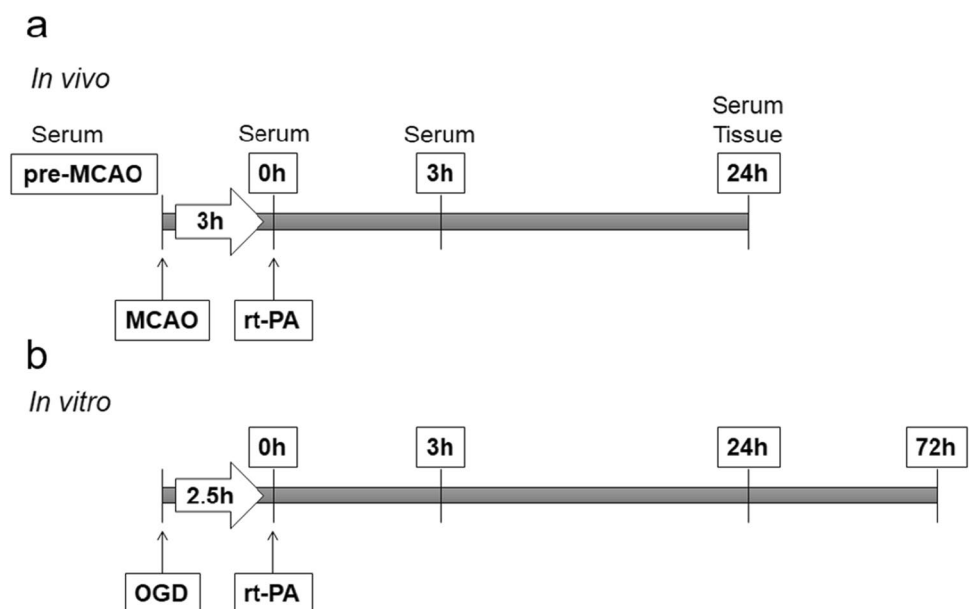 a
In vivo
Serum
Tissue
Serum Serum Serum
pre-MCAO 0h 3h 24h
3h
MCAO rt-PA
b
In vitro
0h 3h 24h 72h
2.5h
OGD rt-PA